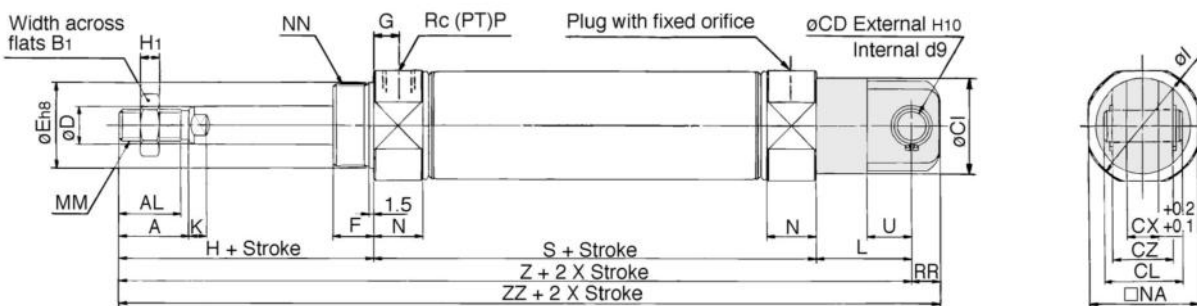 Width across
flats B1
H1
NN
G
Rc (PT)P
Plug with fixed orifice
øCD External H10
Internal d9
øI
øEh8
øD
øCI
MM
AL
A
K
F
1.5
N
N
U
L
H + Stroke
S + Stroke
Z + 2 X Stroke
RR
ZZ + 2 X Stroke
+0.2
CX +0.1
CZ
CL
□NA